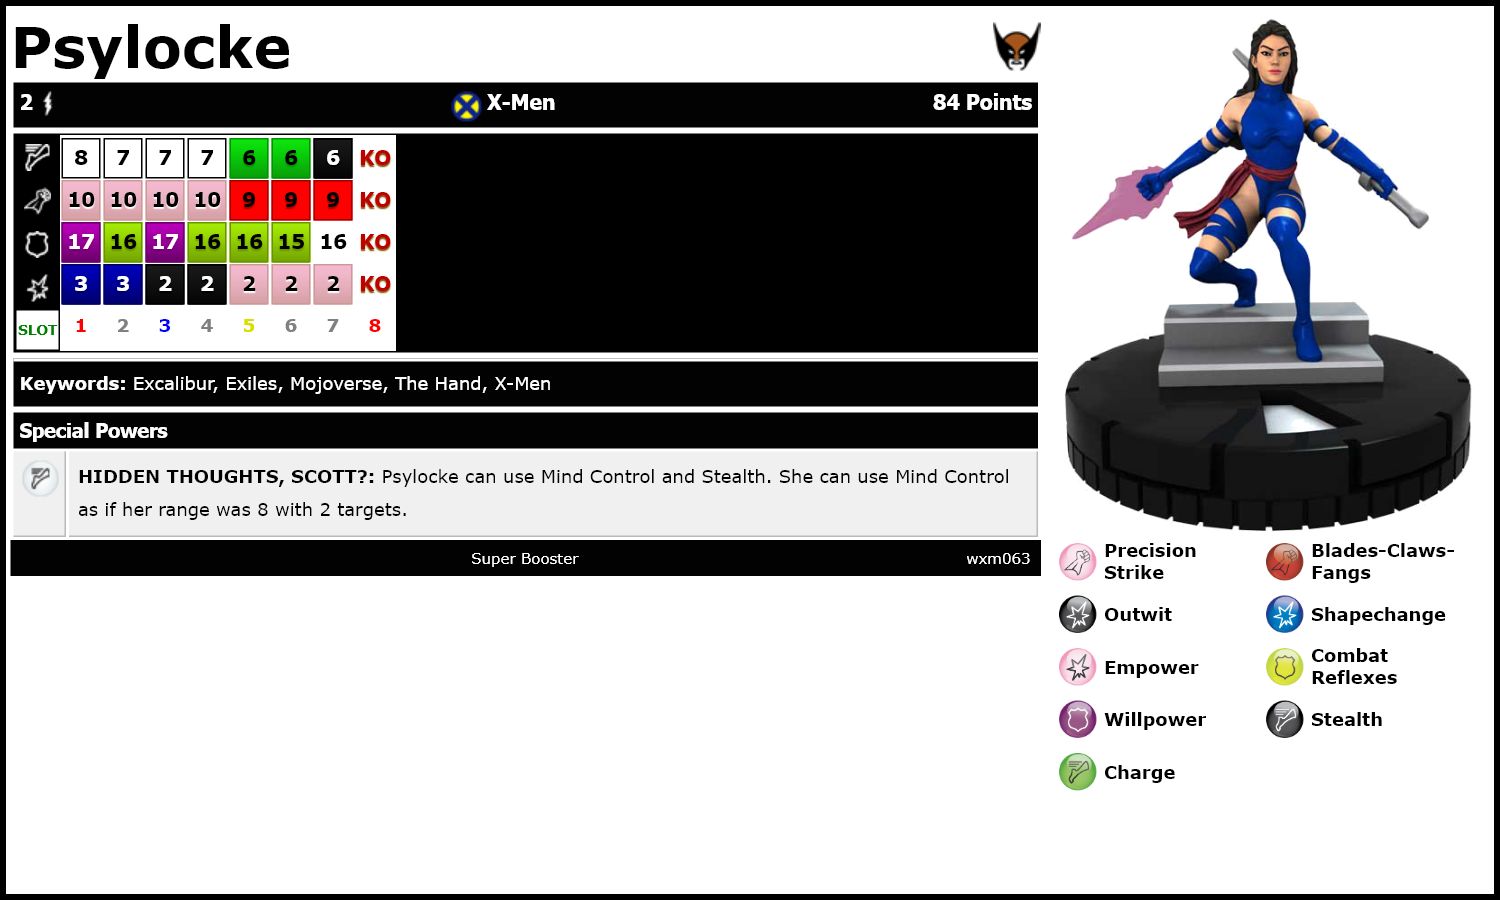 Psylocke
2 X-Men 84 Points
8 7 7 7 6 6 6 KO
10 10 10 10 9 9 9 KO
17 16 17 16 16 15 16 KO
3 3 2 2 2 2 2 KO
SLOT 1 2 3 4 5 6 7 8
Keywords: Excalibur, Exiles, Mojoverse, The Hand, X-Men
Special Powers
HIDDEN THOUGHTS, SCOTT?: Psylocke can use Mind Control and Stealth. She can use Mind Control
as if her range was 8 with 2 targets.
Super Booster wxm063
Precision
Strike
Blades-Claws-
Fangs
Outwit
Shapechange
Empower
Combat
Reflexes
Willpower
Stealth
Charge